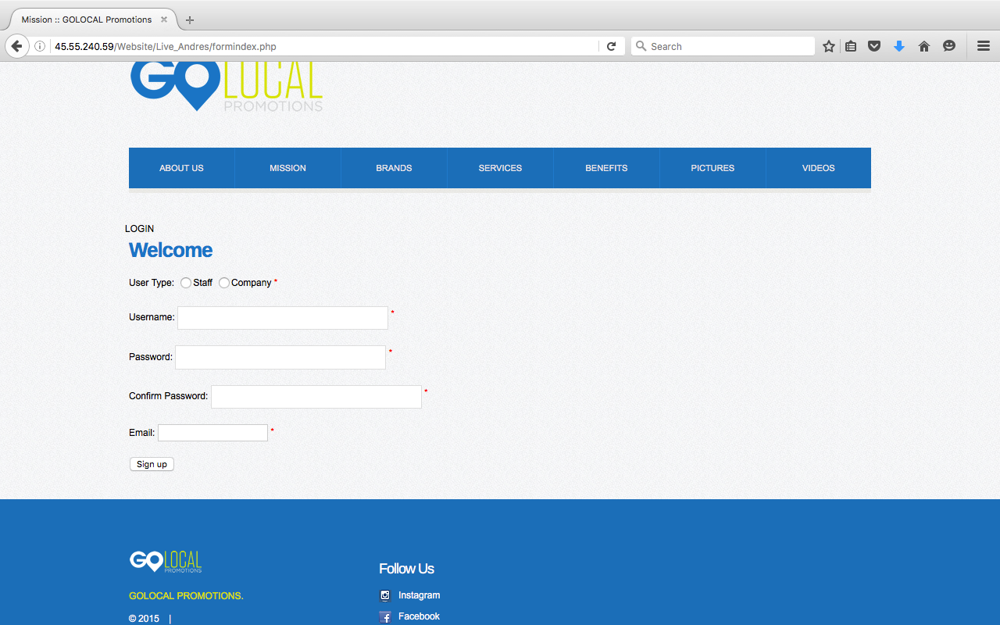 Mission :: GOLOCAL Promotions
45.55.240.59/Website/Live_Andres/formindex.php
Search
GO LOCAL
PROMOTIONS
ABOUT US MISSION BRANDS SERVICES BENEFITS PICTURES VIDEOS
LOGIN
Welcome
User Type: Staff Company *
Username: *
Password: *
Confirm Password: *
Email: *
Sign up
GO LOCAL
PROMOTIONS
Follow Us
GOLOCAL PROMOTIONS.
Instagram
© 2015 |
Facebook